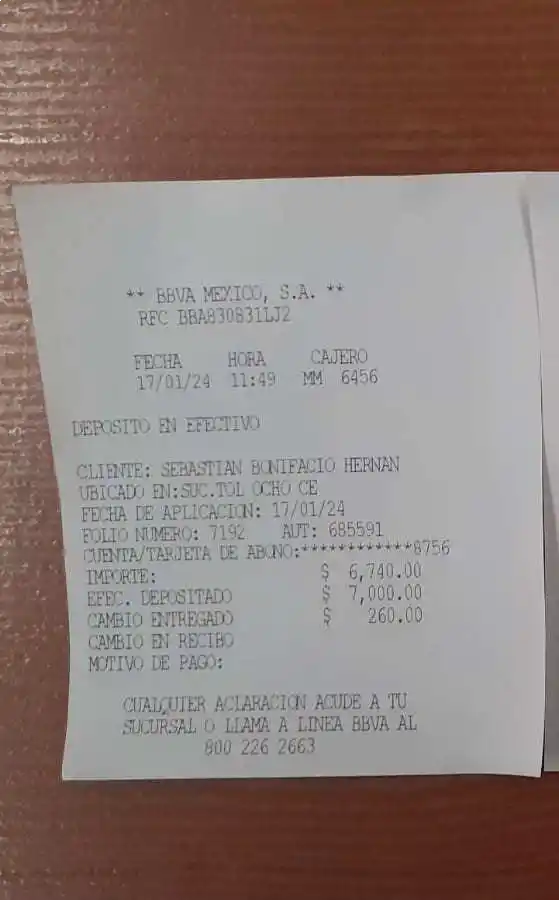 ** BBVA MEXICO, S.A. **
RFC BBA830831LJ2
FECHA HORA CAJERO
17/01/24 11:49 MM 6456
DEPOSITO EN EFECTIVO
CLIENTE: SEBASTIAN BONIFACIO HERNAN
UBICADO EN:SUC.TOL OCHO CE
FECHA DE APLICACION: 17/01/24
FOLIO NUMERO: 7192 AUT: 685591
CUENTA/TARJETA DE ABONO:************8756
IMPORTE: $ 6,740.00
EFEC. DEPOSITADO $ 7,000.00
CAMBIO ENTREGADO $ 260.00
CAMBIO EN RECIBO
MOTIVO DE PAGO:
CUALQUIER ACLARACION ACUDE A TU
SUCURSAL O LLAMA A LINEA BBVA AL
800 226 2663